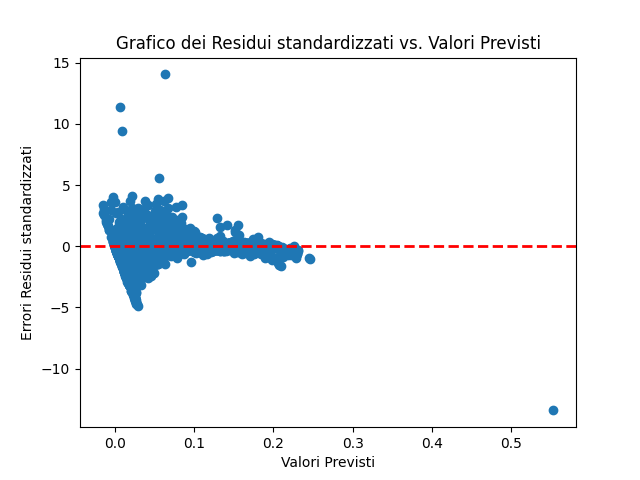 Grafico dei Residui standardizzati vs. Valori Previsti
Errori Residui standardizzati
15
10
5
0
−5
−10
0.0 0.1 0.2 0.3 0.4 0.5
Valori Previsti